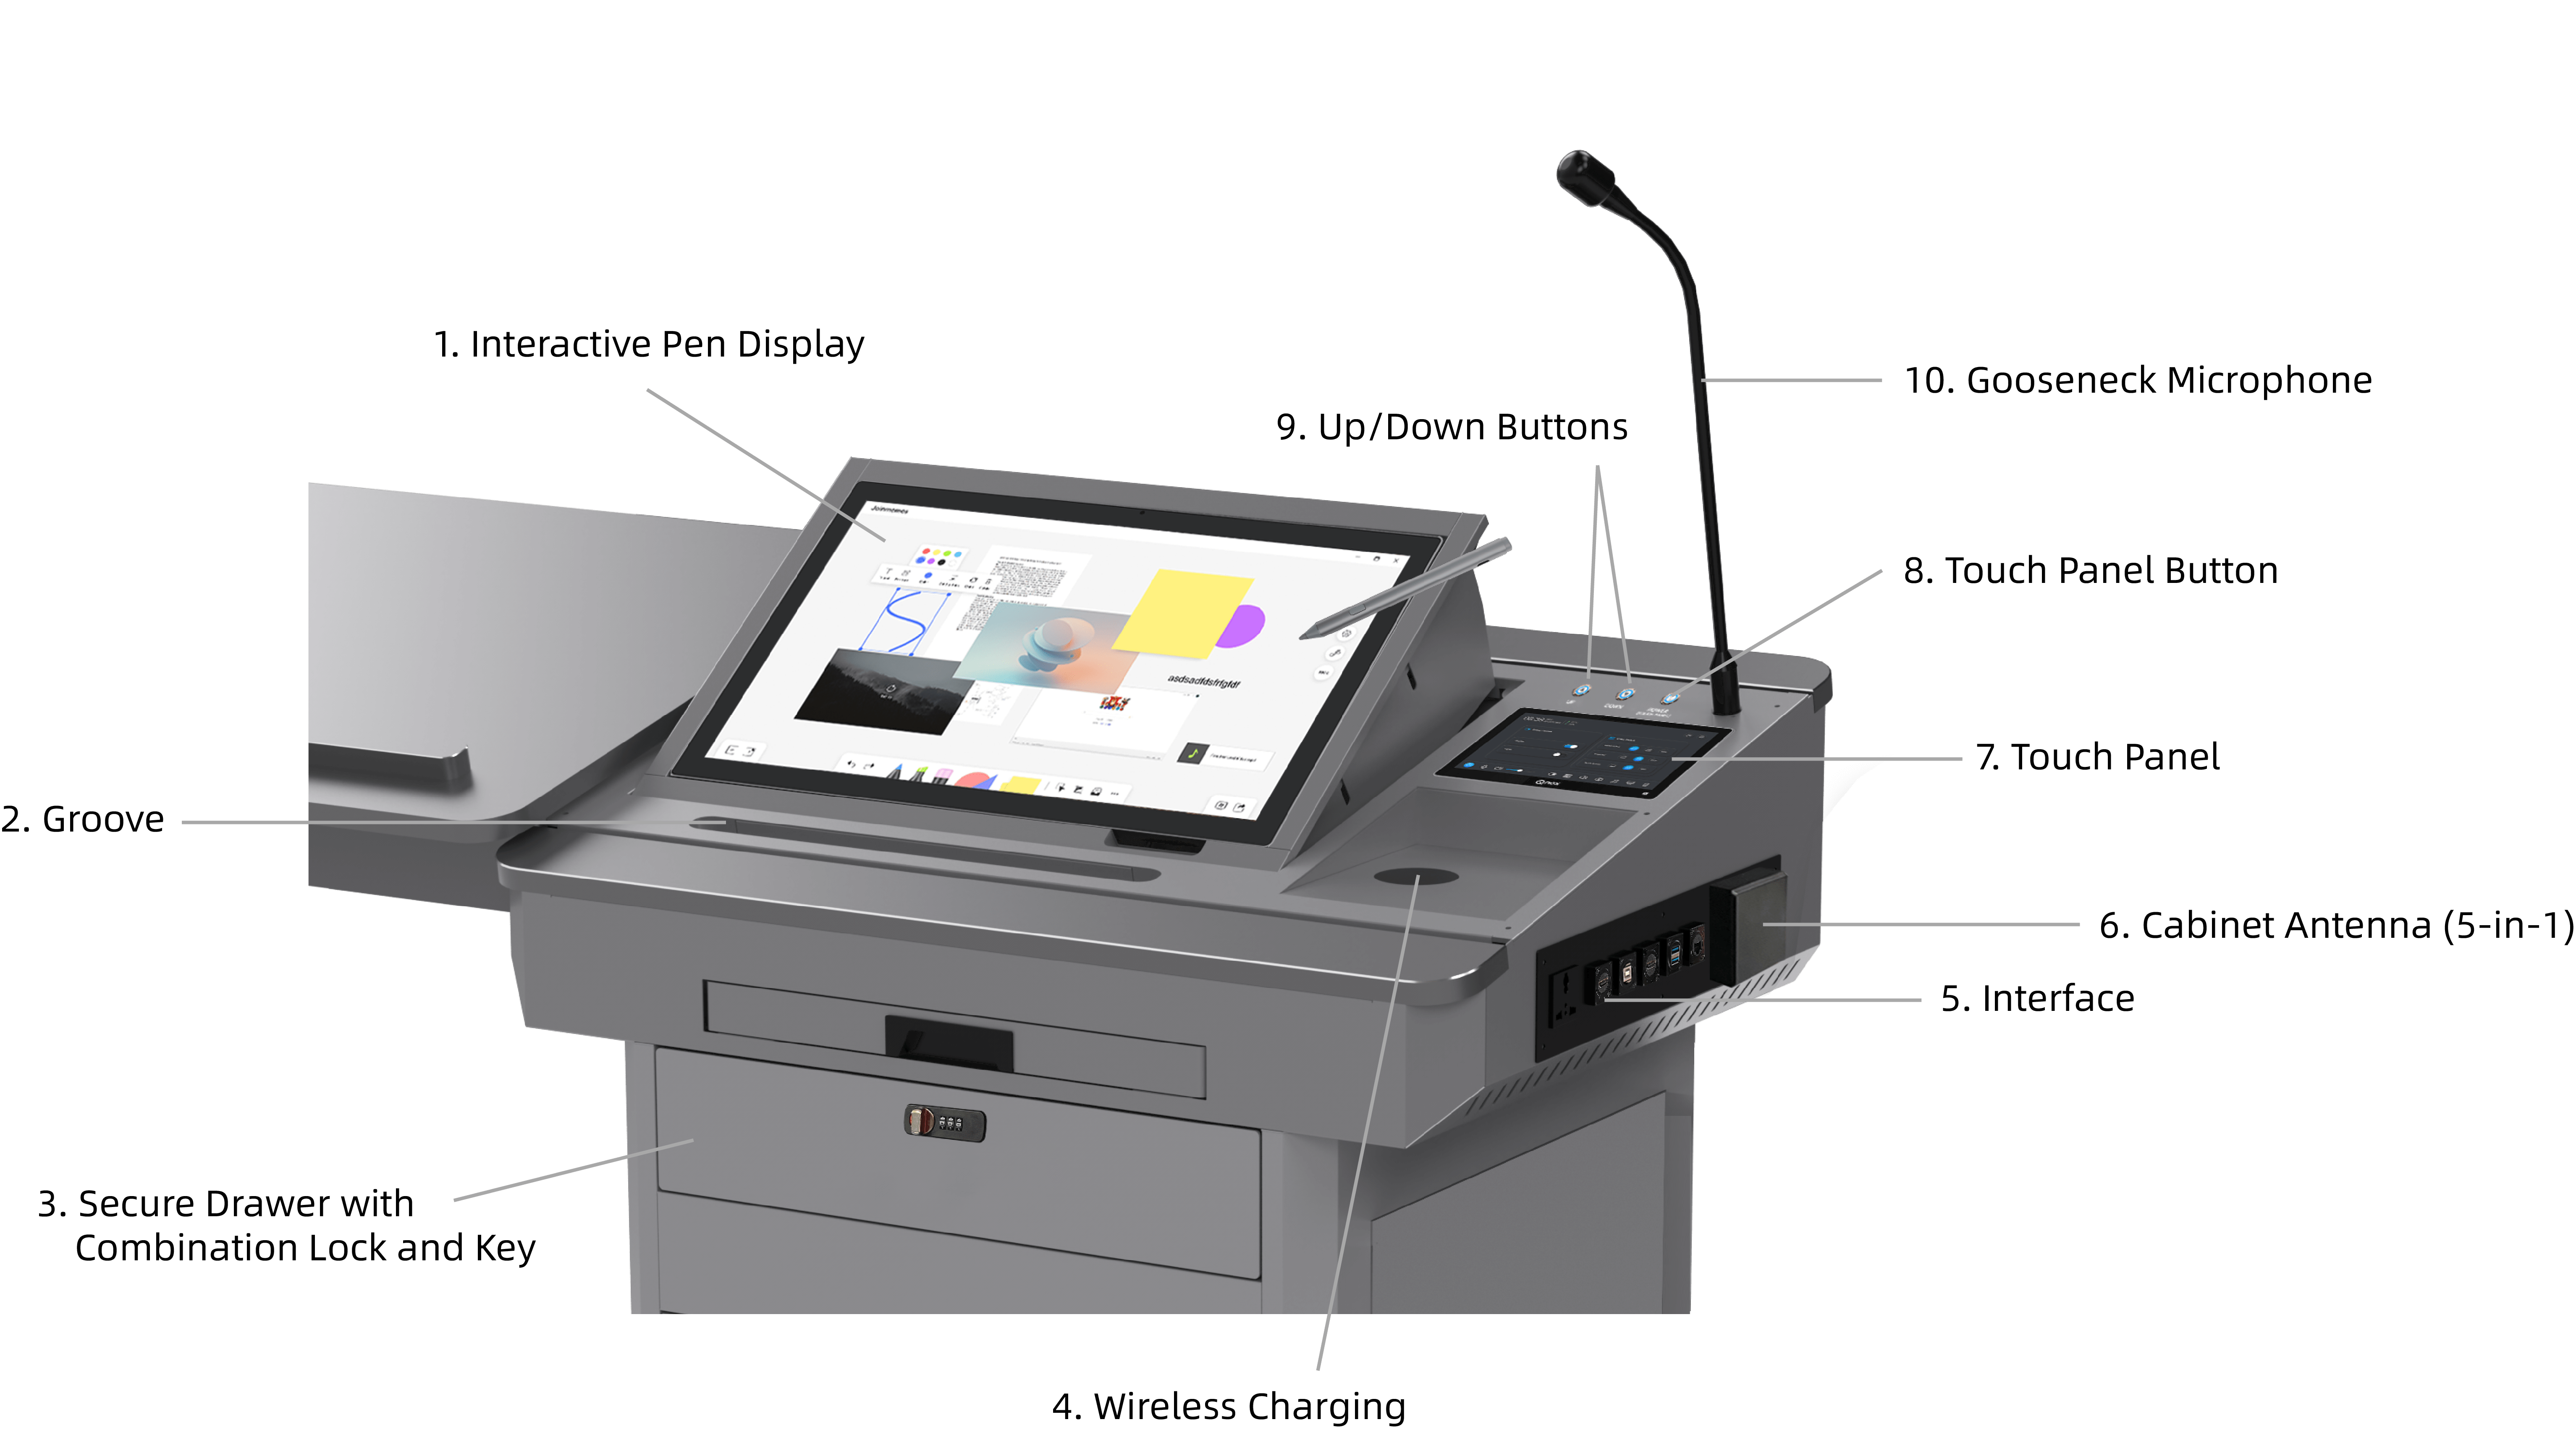 10. Gooseneck Microphone
1. Interactive Pen Display
9. Up/Down Buttons
8. Touch Panel Button
asdsadfdsfrfgfdf
7. Touch Panel
2. Groove
6. Cabinet Antenna (5-in-1)
5. Interface
3. Secure Drawer with
Combination Lock and Key
4. Wireless Charging